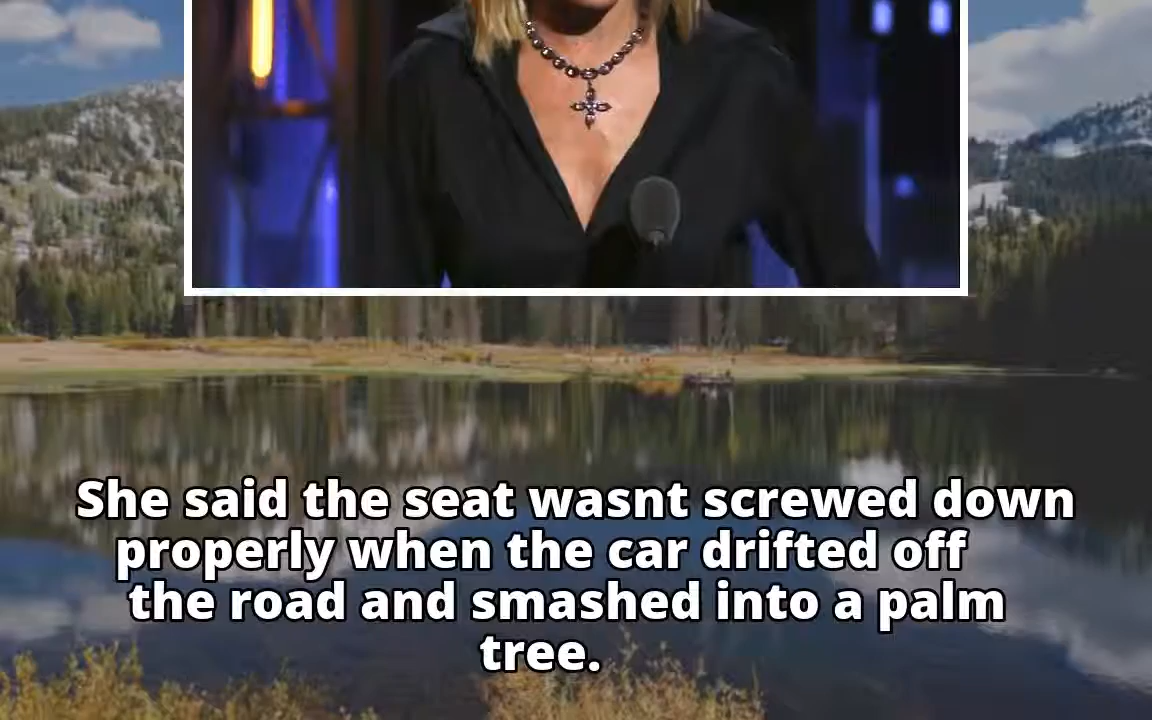 She said the seat wasnt screwed down
properly when the car drifted off
the road and smashed into a palm
tree.